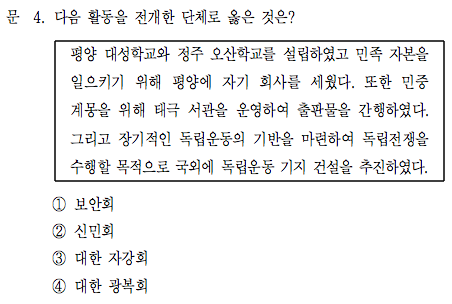 문 4. 다음 활동을 전개한 단체로 옳은 것은?
평양 대성학교와 정주 오산학교를 설립하였고 민족 자본을
일으키기 위해 평양에 자기 회사를 세웠다. 또한 민중
계몽을 위해 태극 서관을 운영하여 출판물을 간행하였다.
그리고 장기적인 독립운동의 기반을 마련하여 독립전쟁을
수행할 목적으로 국외에 독립운동 기지 건설을 추진하였다.
① 보안회
② 신민회
③ 대한 자강회
④ 대한 광복회